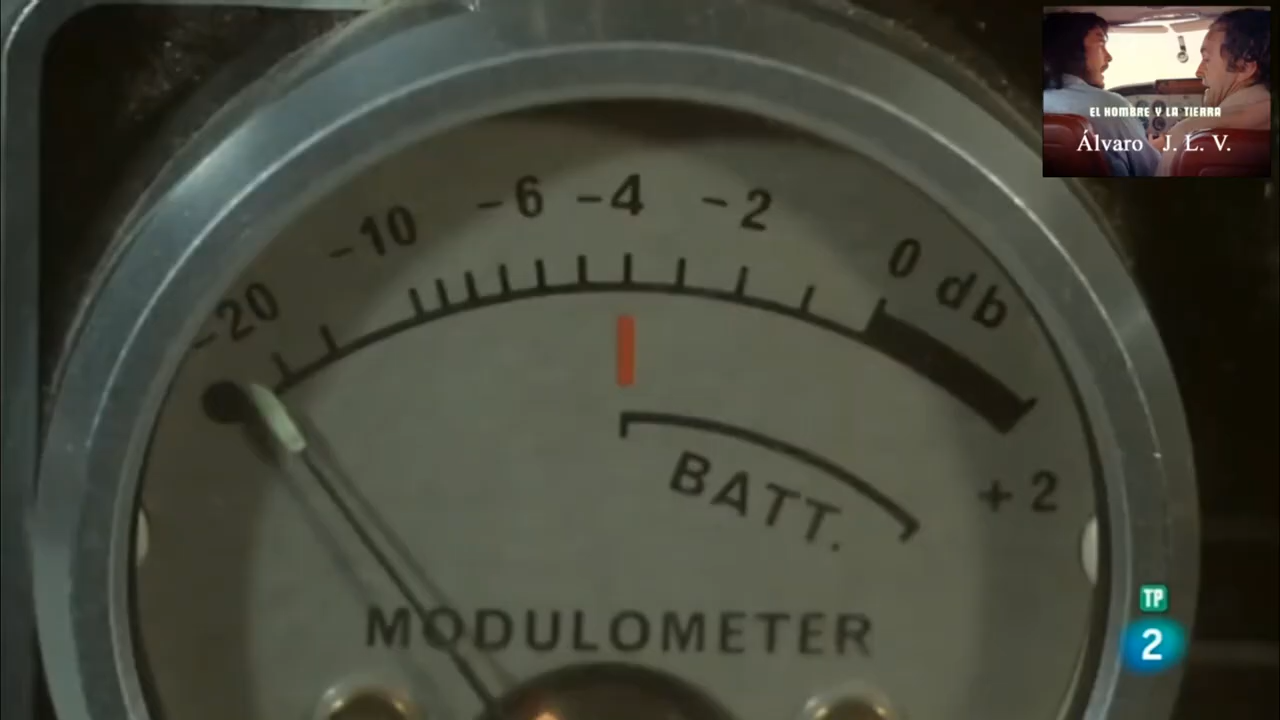 -20 -10 -6 -4 -2 0 db
+2
BATT.
MODULOMETER
EL HOMBRE Y LA TIERRA
Álvaro J. L. V.
TP
2